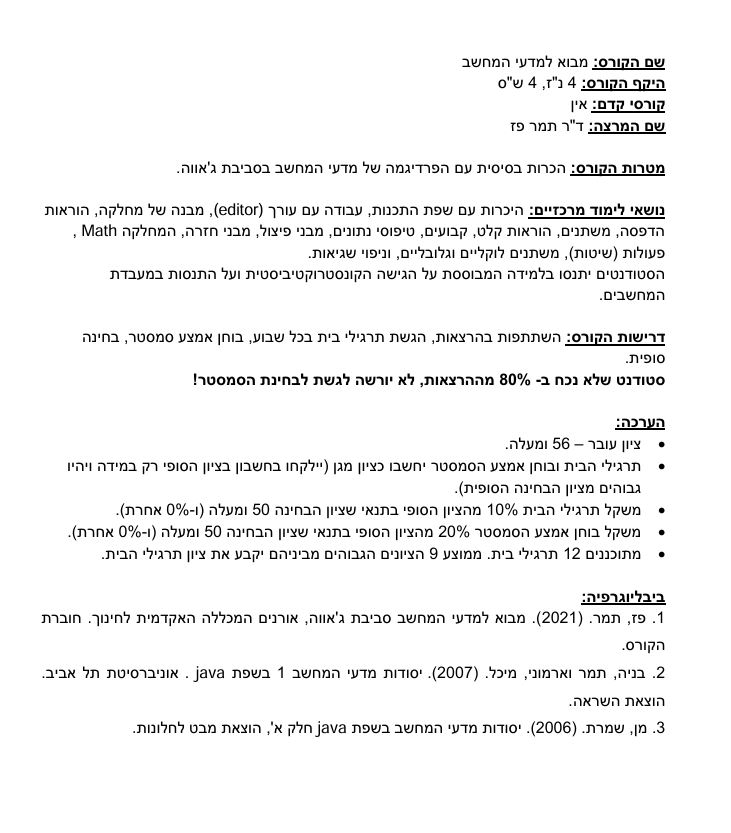 שם הקורס: מבוא למדעי המחשב
היקף הקורס: 4 נ"ז, 4 ש"ס
קורסי קדם: אין
שם המרצה: ד"ר תמר פז
מטרות הקורס: הכרות בסיסית עם הפרדיגמה של מדעי המחשב בסביבת ג'אווה.
נושאי לימוד מרכזיים: היכרות עם שפת התכנות, עבודה עם עורך (editor), מבנה של מחלקה, הוראות
הדפסה, משתנים, הוראות קלט, קבועים, טיפוסי נתונים, מבני פיצול, מבני חזרה, המחלקה Math ,
פעולות (שיטות), משתנים לוקליים וגלובליים, וניפוי שגיאות.
הסטודנטים יתנסו בלמידה המבוססת על הגישה הקונסטרוקטיביסטית ועל התנסות במעבדת
המחשבים.
דרישות הקורס: השתתפות בהרצאות, הגשת תרגילי בית בכל שבוע, בוחן אמצע סמסטר, בחינה
סופית.
סטודנט שלא נכח ב- 80% מההרצאות, לא יורשה לגשת לבחינת הסמסטר!
הערכה:
• ציון עובר – 56 ומעלה.
• תרגילי הבית ובוחן אמצע הסמסטר יחשבו כציון מגן (יילקחו בחשבון בציון הסופי רק במידה ויהיו
גבוהים מציון הבחינה הסופית).
• משקל תרגילי הבית 10% מהציון הסופי בתנאי שציון הבחינה 50 ומעלה (ו-0% אחרת).
• משקל בוחן אמצע הסמסטר 20% מהציון הסופי בתנאי שציון הבחינה 50 ומעלה (ו-0% אחרת).
• מתוכננים 12 תרגילי בית. ממוצע 9 הציונים הגבוהים מביניהם יקבע את ציון תרגילי הבית.
ביבליוגרפיה:
1. פז, תמר. (2021). מבוא למדעי המחשב סביבת ג'אווה, אורנים המכללה האקדמית לחינוך. חוברת
הקורס.
2. בניה, תמר וארמוני, מיכל. (2007). יסודות מדעי המחשב 1 בשפת java . אוניברסיטת תל אביב.
הוצאת השראה.
3. מן, שמרת. (2006). יסודות מדעי המחשב בשפת java חלק א', הוצאת מבט לחלונות.